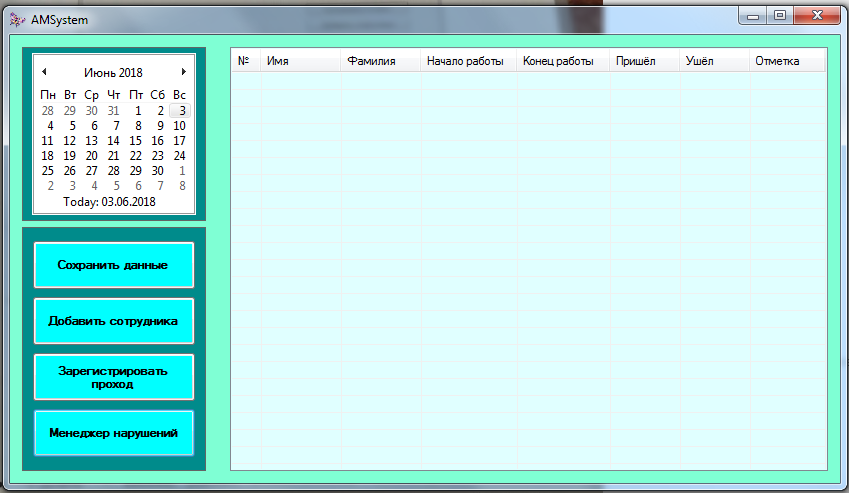 AMSystem
Июнь 2018
Пн Вт Ср Чт Пт Сб Вс
28 29 30 31 1 2 3
4 5 6 7 8 9 10
11 12 13 14 15 16 17
18 19 20 21 22 23 24
25 26 27 28 29 30 1
2 3 4 5 6 7 8
Today: 03.06.2018
Сохранить данные
Добавить сотрудника
Зарегистрировать
проход
Менеджер нарушений
№ Имя Фамилия Начало работы Конец работы Пришёл Ушёл Отметка